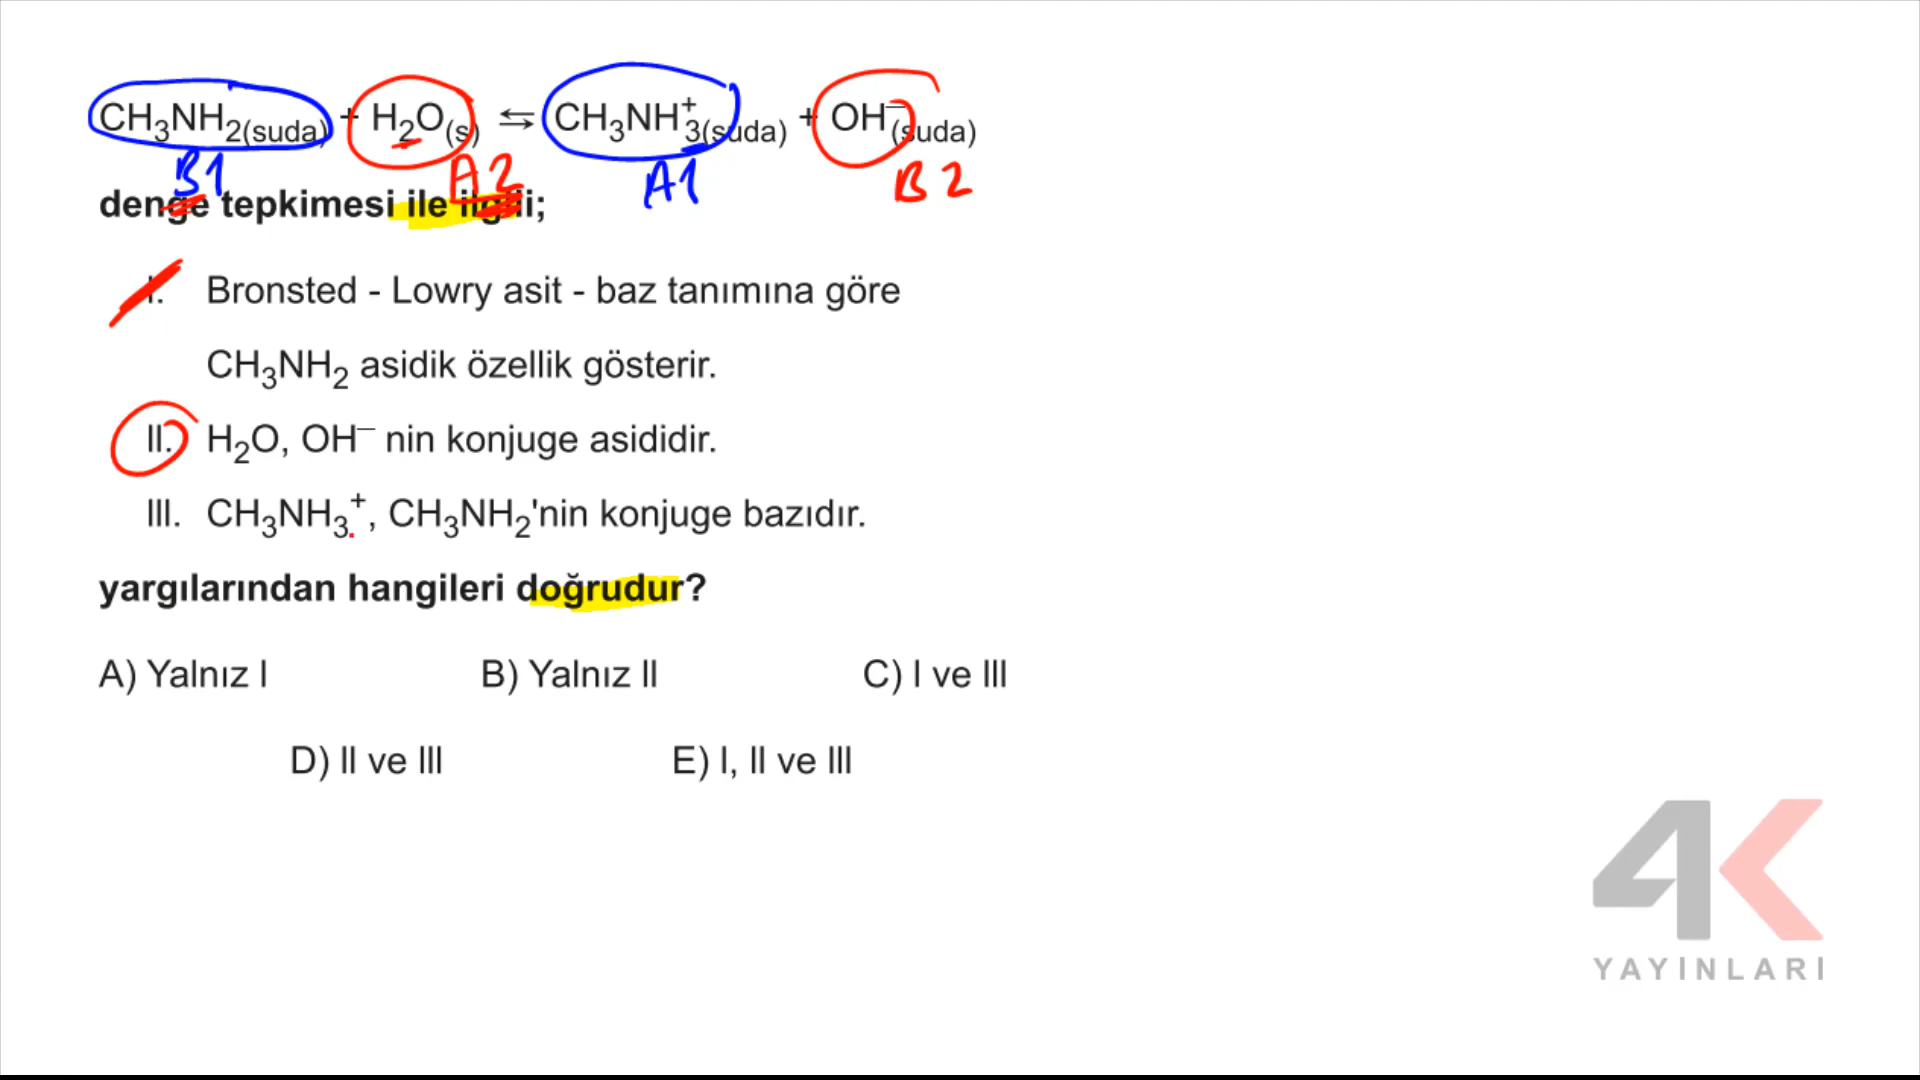 CH₃NH₂(suda) + H₂O(s) ⇆ CH₃NH₃⁺(suda) + OH⁻(suda)
B1 A2 A1 B2
denge tepkimesi ile ilgili;
I. Bronsted - Lowry asit - baz tanımına göre
CH₃NH₂ asidik özellik gösterir.
II. H₂O, OH⁻ nin konjuge asididir.
III. CH₃NH₃⁺, CH₃NH₂'nin konjuge bazıdır.
yargılarından hangileri doğrudur?
A) Yalnız I B) Yalnız II C) I ve III
D) II ve III E) I, II ve III
4K
YAYINLARI